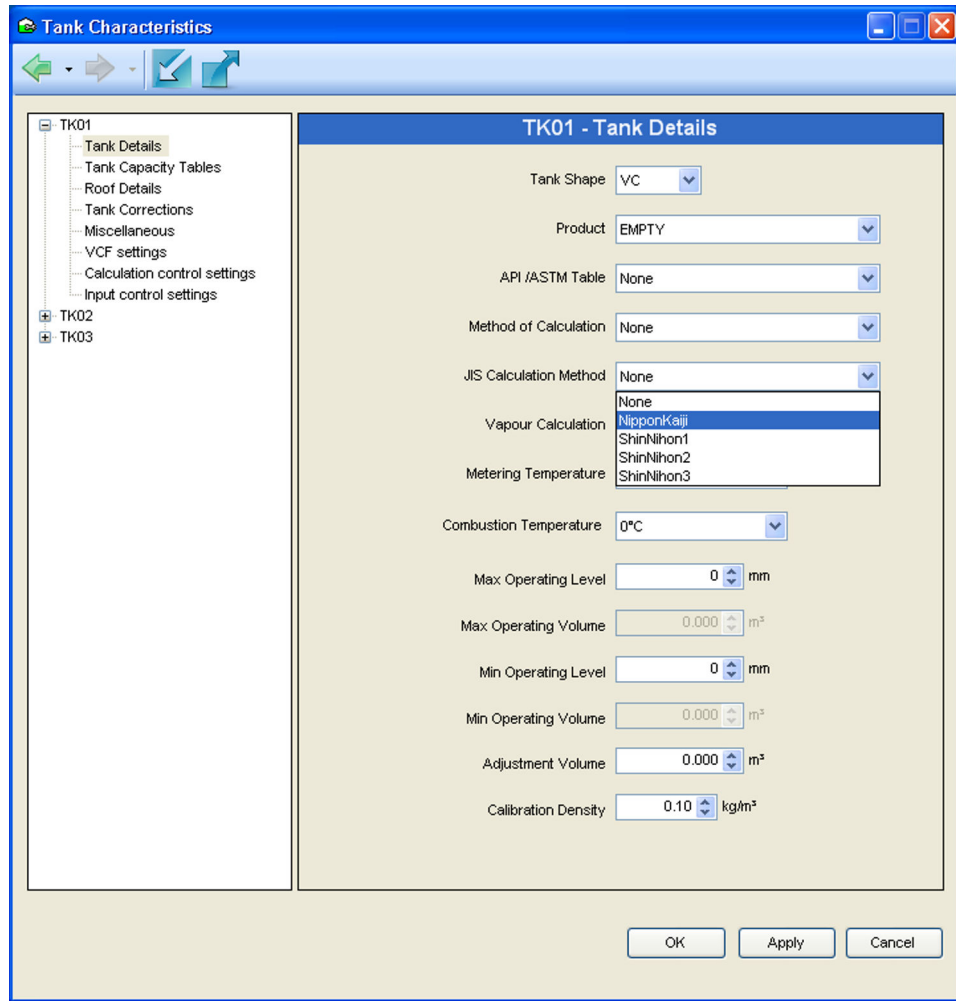 Tank Characteristics
TK01
Tank Details
Tank Capacity Tables
Roof Details
Tank Corrections
Miscellaneous
VCF settings
Calculation control settings
Input control settings
TK02
TK03
TK01 - Tank Details
Tank Shape VC
Product EMPTY
API /ASTM Table None
Method of Calculation None
JIS Calculation Method None
None
NipponKaiji
ShinNihon1
ShinNihon2
ShinNihon3
Vapour Calculation
Metering Temperature
Combustion Temperature 0°C
Max Operating Level 0 mm
Max Operating Volume 0.000 m³
Min Operating Level 0 mm
Min Operating Volume 0.000 m³
Adjustment Volume 0.000 m³
Calibration Density 0.10 kg/m³
OK Apply Cancel